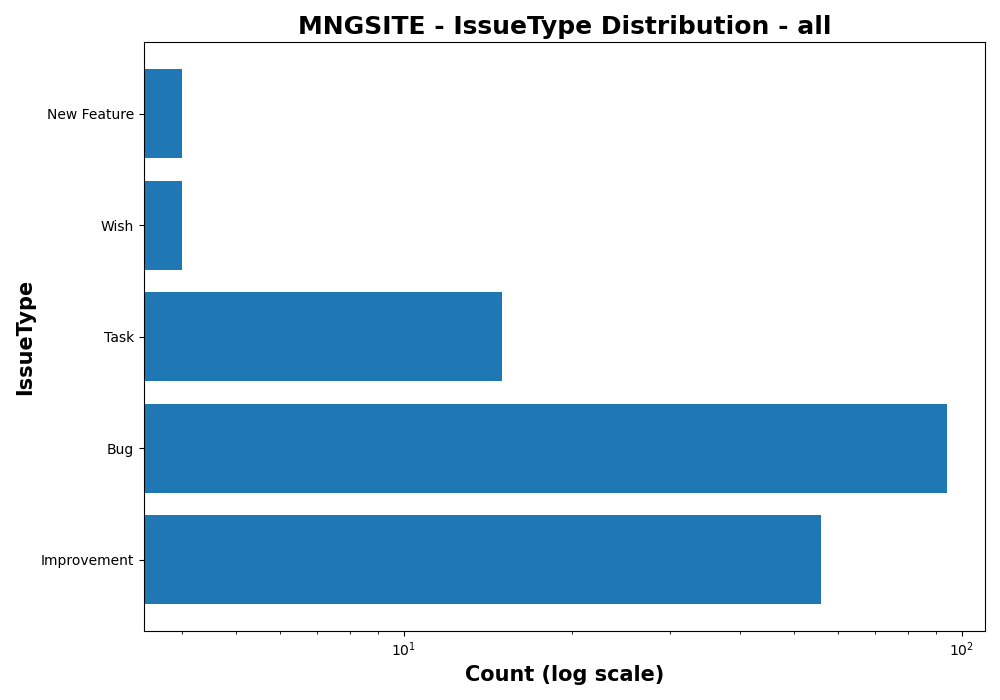 MNGSITE - IssueType Distribution - all
IssueType
New Feature
Wish
Task
Bug
Improvement
10¹ 10²
Count (log scale)